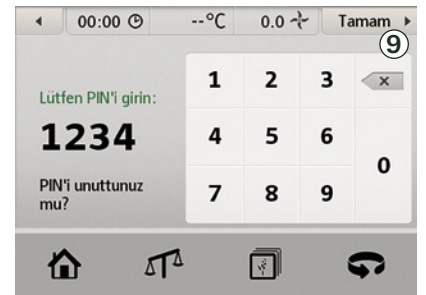 00:00 --°C 0.0 Tamam
9
Lütfen PIN'i girin:
1234
PIN'i unuttunuz
mu?
1 2 3
4 5 6
0
7 8 9